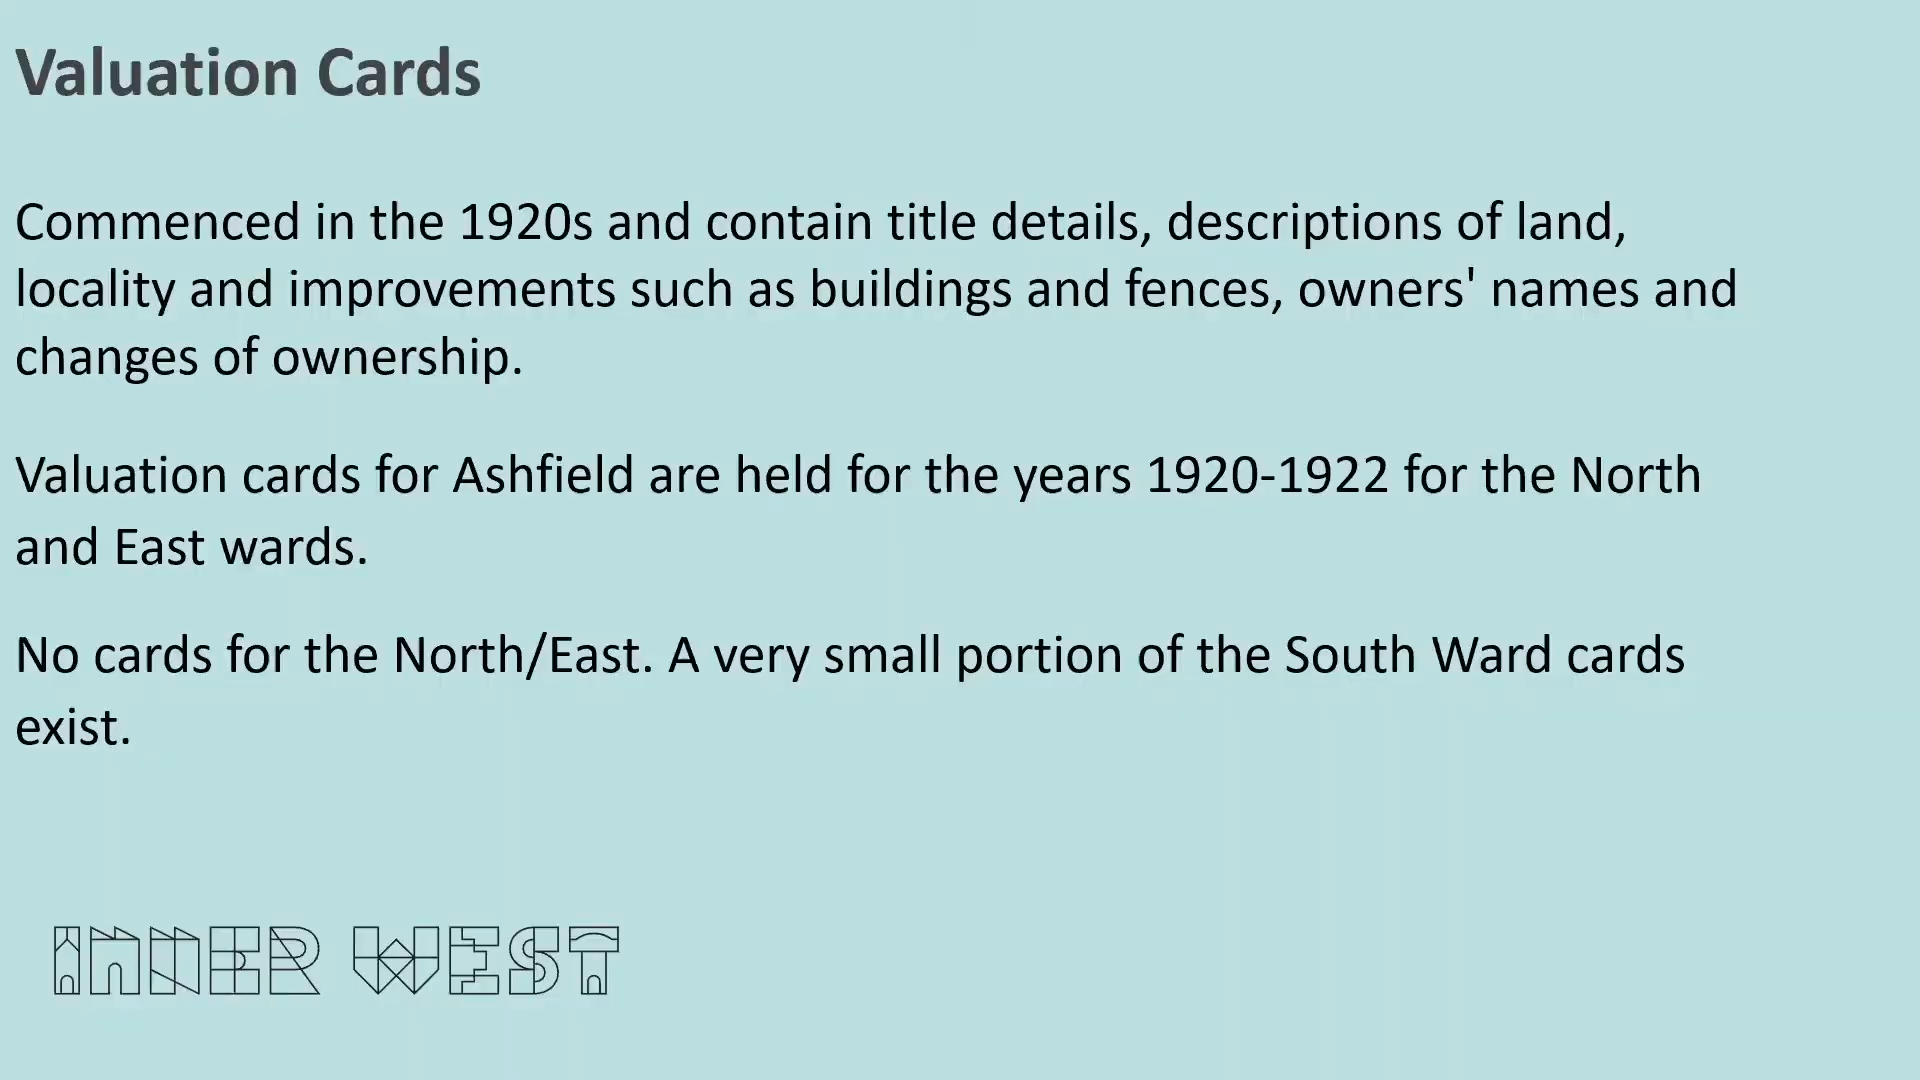 Valuation Cards
Commenced in the 1920s and contain title details, descriptions of land,
locality and improvements such as buildings and fences, owners' names and
changes of ownership.
Valuation cards for Ashfield are held for the years 1920-1922 for the North
and East wards.
No cards for the North/East. A very small portion of the South Ward cards
exist.
INNER WEST